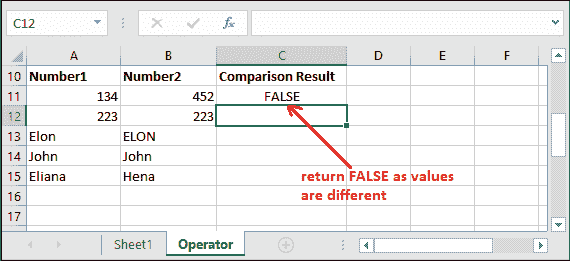 C12
fx
A B C D E F
10 Number1 Number2 Comparison Result
11 134 452 FALSE
12 223 223
13 Elon ELON
14 John John
15 Eliana Hena
return FALSE as values
16
are different
17
Sheet1 Operator